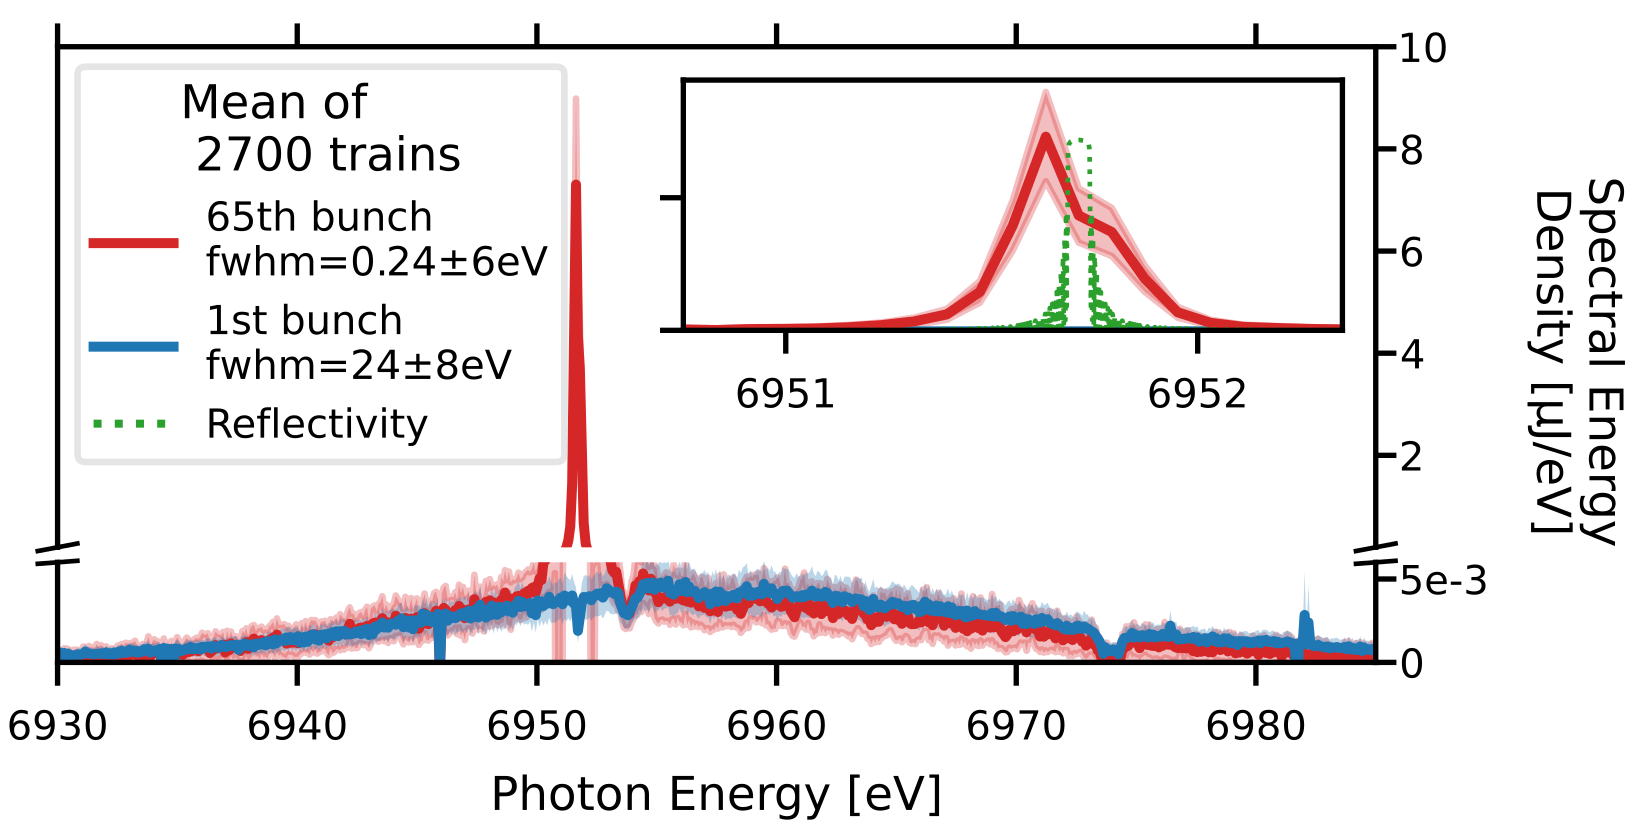 Mean of
2700 trains
65th bunch
fwhm=0.24±6eV
1st bunch
fwhm=24±8eV
Reflectivity
6951
6952
10
8
6
4
2
5e-3
0
Spectral Energy
Density [µJ/eV]
6930
6940
6950
6960
6970
6980
Photon Energy [eV]